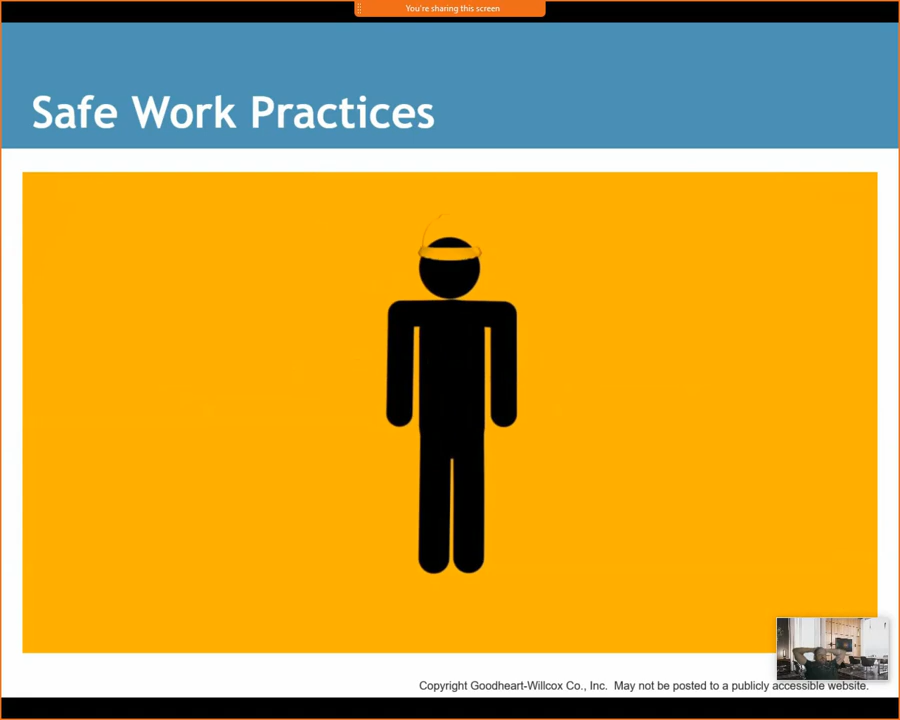 You're sharing this screen
Safe Work Practices
Copyright Goodheart-Willcox Co., Inc. May not be posted to a publicly accessible website.